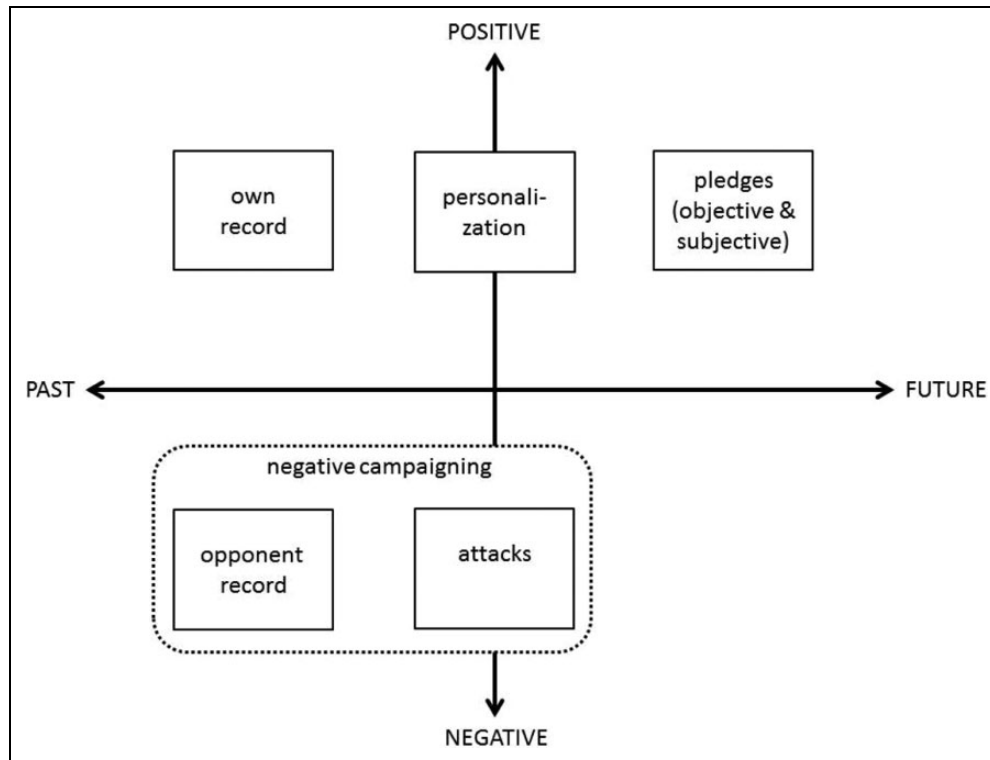 POSITIVE
own
record
personali-
zation
pledges
(objective &
subjective)
PAST
FUTURE
negative campaigning
opponent
record
attacks
NEGATIVE